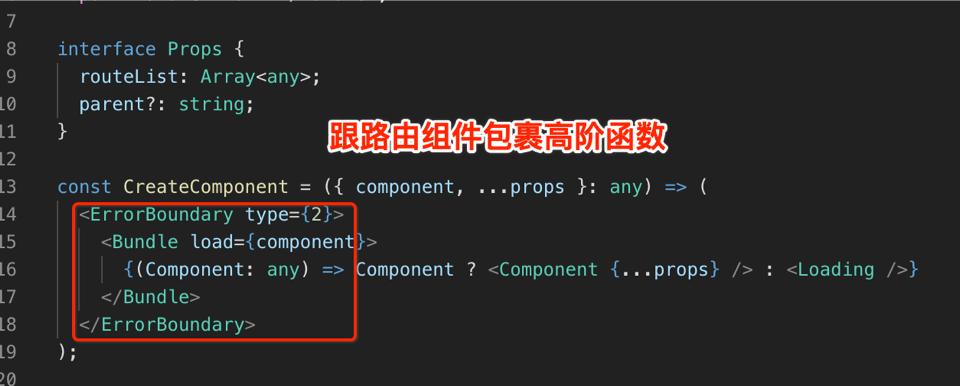 7
8 interface Props {
9 routeList: Array<any>;
10 parent?: string;
11 }
跟路由组件包裹高阶函数
12
13 const CreateComponent = ({ component, ...props }: any) => (
14 <ErrorBoundary type={2}>
15 <Bundle load={component}>
16 {(Component: any) => Component ? <Component {...props} /> : <Loading />}
17 </Bundle>
18 </ErrorBoundary>
19 );
20